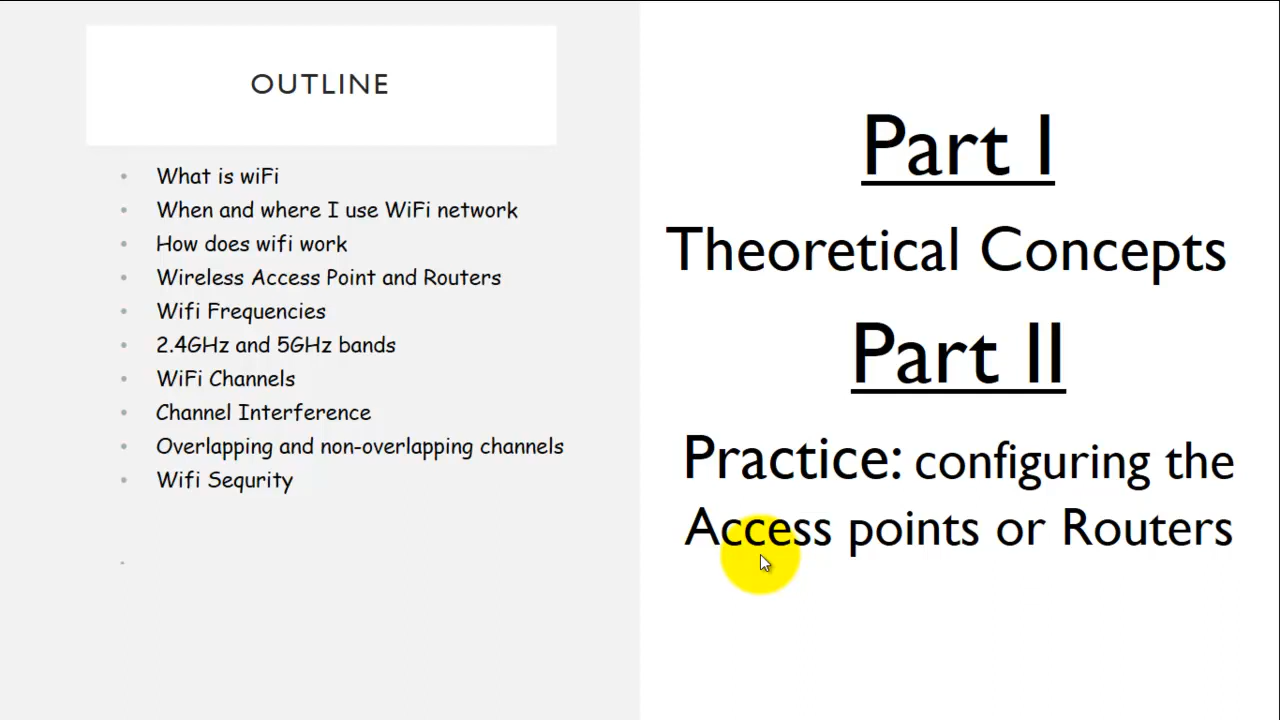 OUTLINE
What is wiFi
When and where I use WiFi network
How does wifi work
Wireless Access Point and Routers
Wifi Frequencies
2.4GHz and 5GHz bands
WiFi Channels
Channel Interference
Overlapping and non-overlapping channels
Wifi Sequrity
Part I
Theoretical Concepts
Part II
Practice: configuring the
Access points or Routers